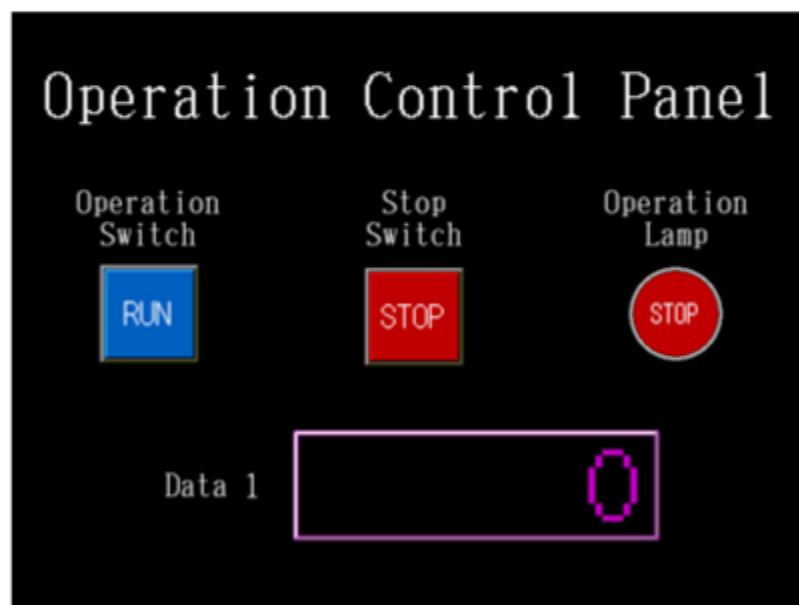 Operation Control Panel
Operation Switch
Stop Switch
Operation Lamp
RUN
STOP
STOP
Data 1
0